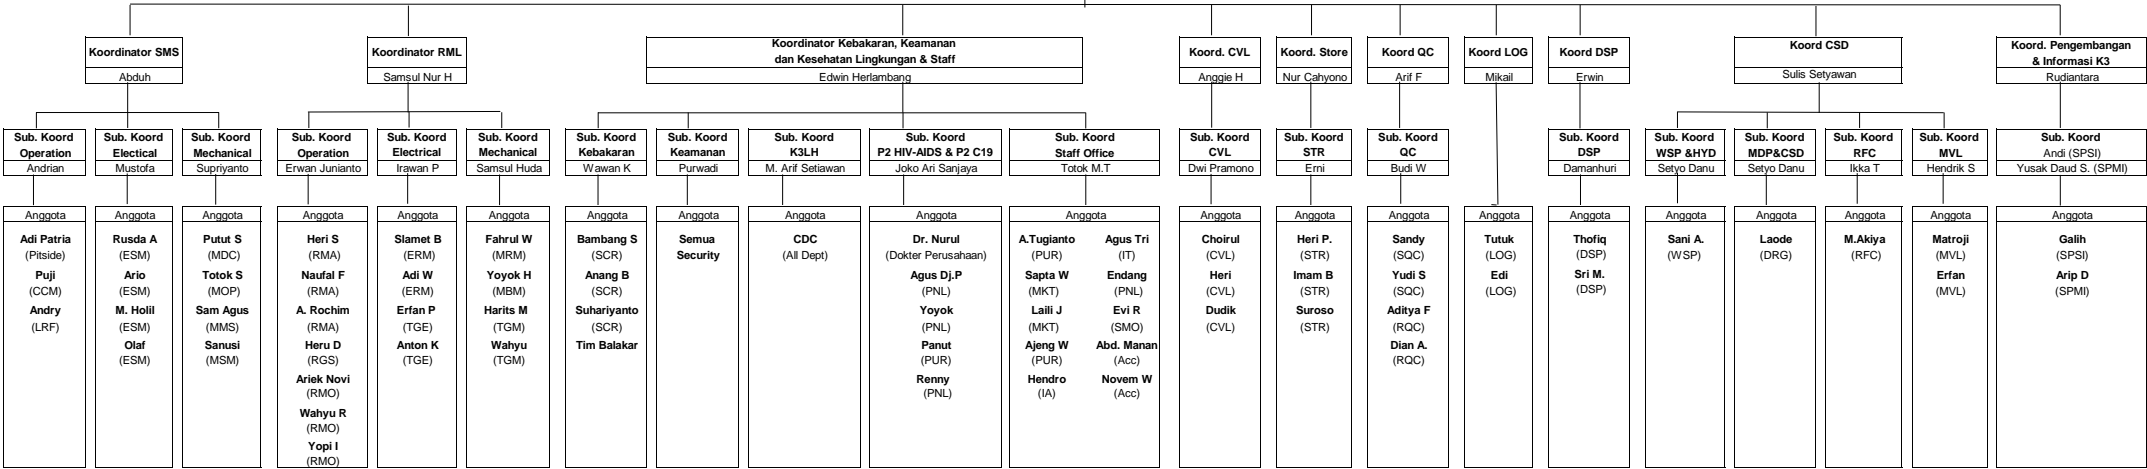 Koordinator SMS
Abduh
Koordinator RML
Samsul Nur H
Koordinator Kebakaran, Keamanan
dan Kesehatan Lingkungan & Staff
Edwin Herlambang
Koord. CVL
Anggie H
Koord. Store
Nur Cahyono
Koord QC
Arif F
Koord LOG
Mikail
Koord DSP
Erwin
Koord CSD
Sulis Setyawan
Koord. Pengembangan
& Informasi K3
Rudiantara
Sub. Koord
Operation
Andrian
Sub. Koord
Electical
Mustofa
Sub. Koord
Mechanical
Supriyanto
Sub. Koord
Operation
Erwan Junianto
Sub. Koord
Electrical
Irawan P
Sub. Koord
Mechanical
Samsul Huda
Sub. Koord
Kebakaran
Wawan K
Sub. Koord
Keamanan
Purwadi
Sub. Koord
K3LH
M. Arif Setiawan
Sub. Koord
P2 HIV-AIDS & P2 C19
Joko Ari Sanjaya
Sub. Koord
Staff Office
Totok M.T
Sub. Koord
CVL
Dwi Pramono
Sub. Koord
STR
Erni
Sub. Koord
QC
Budi W
Sub. Koord
DSP
Damanhuri
Sub. Koord
WSP &HYD
Setyo Danu
Sub. Koord
MDP&CSD
Setyo Danu
Sub. Koord
RFC
Ikka T
Sub. Koord
MVL
Hendrik S
Sub. Koord
Andi (SPSI)
Yusak Daud S. (SPMI)
Anggota
Adi Patria
(Pitside)
Puji
(CCM)
Andry
(LRF)
Anggota
Rusda A
(ESM)
Ario
(ESM)
M. Holil
(ESM)
Olaf
(ESM)
Anggota
Putut S
(MDC)
Totok S
(MOP)
Sam Agus
(MMS)
Sanusi
(MSM)
Anggota
Heri S
(RMA)
Naufal F
(RMA)
A. Rochim
(RMA)
Heru D
(RGS)
Ariek Novi
(RMO)
Wahyu R
(RMO)
Yopi I
(RMO)
Anggota
Slamet B
(ERM)
Adi W
(ERM)
Erfan P
(TGE)
Anton K
(TGE)
Anggota
Fahrul W
(MRM)
Yoyok H
(MBM)
Harits M
(TGM)
Wahyu
(TGM)
Anggota
Bambang S
(SCR)
Anang B
(SCR)
Suhariyanto
(SCR)
Tim Balakar
Anggota
Semua
Security
Anggota
CDC
(All Dept)
Anggota
Dr. Nurul
(Dokter Perusahaan)
Agus Dj.P
(PNL)
Yoyok
(PNL)
Panut
(PUR)
Renny
(PNL)
Anggota
A.Tugianto
(PUR)
Sapta W
(MKT)
Laili J
(MKT)
Ajeng W
(PUR)
Hendro
(IA)
Agus Tri
(IT)
Endang
(PNL)
Evi R
(SMO)
Abd. Manan
(Acc)
Novem W
(Acc)
Anggota
Choirul
(CVL)
Heri
(CVL)
Dudik
(CVL)
Anggota
Heri P.
(STR)
Imam B
(STR)
Suroso
(STR)
Anggota
Sandy
(SQC)
Yudi S
(SQC)
Aditya F
(RQC)
Dian A.
(RQC)
Anggota
Tutuk
(LOG)
Edi
(LOG)
Anggota
Thofiq
(DSP)
Sri M.
(DSP)
Anggota
Sani A.
(WSP)
Anggota
Laode
(DRG)
Anggota
M.Akiya
(RFC)
Anggota
Matroji
(MVL)
Erfan
(MVL)
Anggota
Galih
(SPSI)
Arip D
(SPMI)